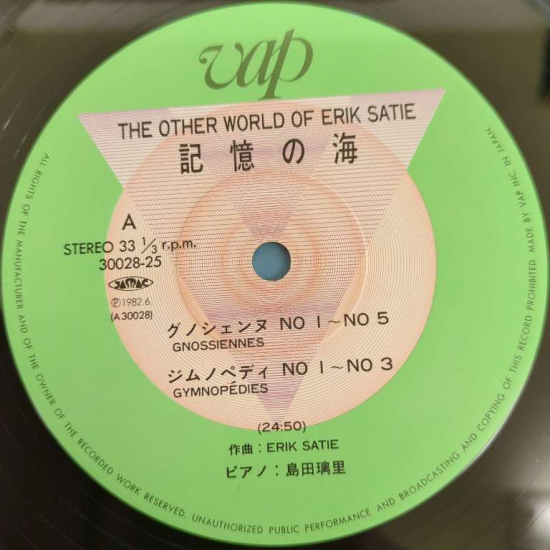 vap
THE OTHER WORLD OF ERIK SATIE
記憶の海
A
STEREO 33 1/3 r.p.m.
30028-25
JASRAC
Ⓟ1982.6.
(A30028)
グノシェンヌ NO 1～NO 5
GNOSSIENNES
ジムノペディ NO 1～NO 3
GYMNOPÉDIES
(24:50)
作曲：ERIK SATIE
ピアノ：島田璃里
ALL RIGHTS OF THE MANUFACTURER AND OF THE OWNER OF THE RECORDED WORK RESERVED. UNAUTHORIZED PUBLIC PERFORMANCE AND BROADCASTING AND COPYING OF THIS RECORD PROHIBITED. MADE BY VAP INC. IN JAPAN.